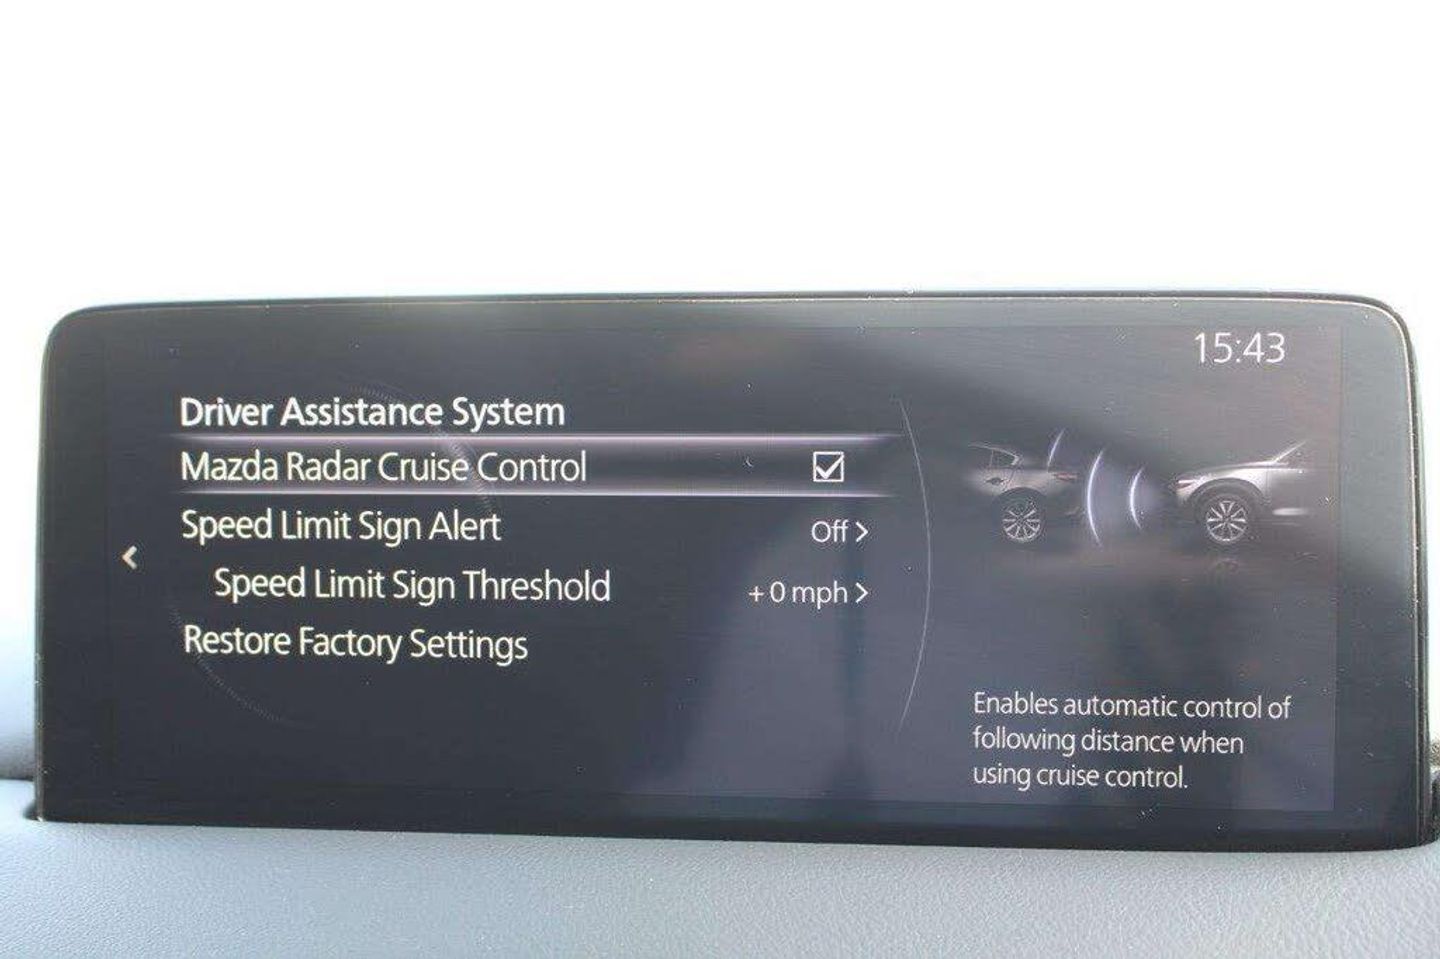 15:43
Driver Assistance System
Mazda Radar Cruise Control
Speed Limit Sign Alert Off >
Speed Limit Sign Threshold + 0 mph >
Restore Factory Settings
Enables automatic control of
following distance when
using cruise control.